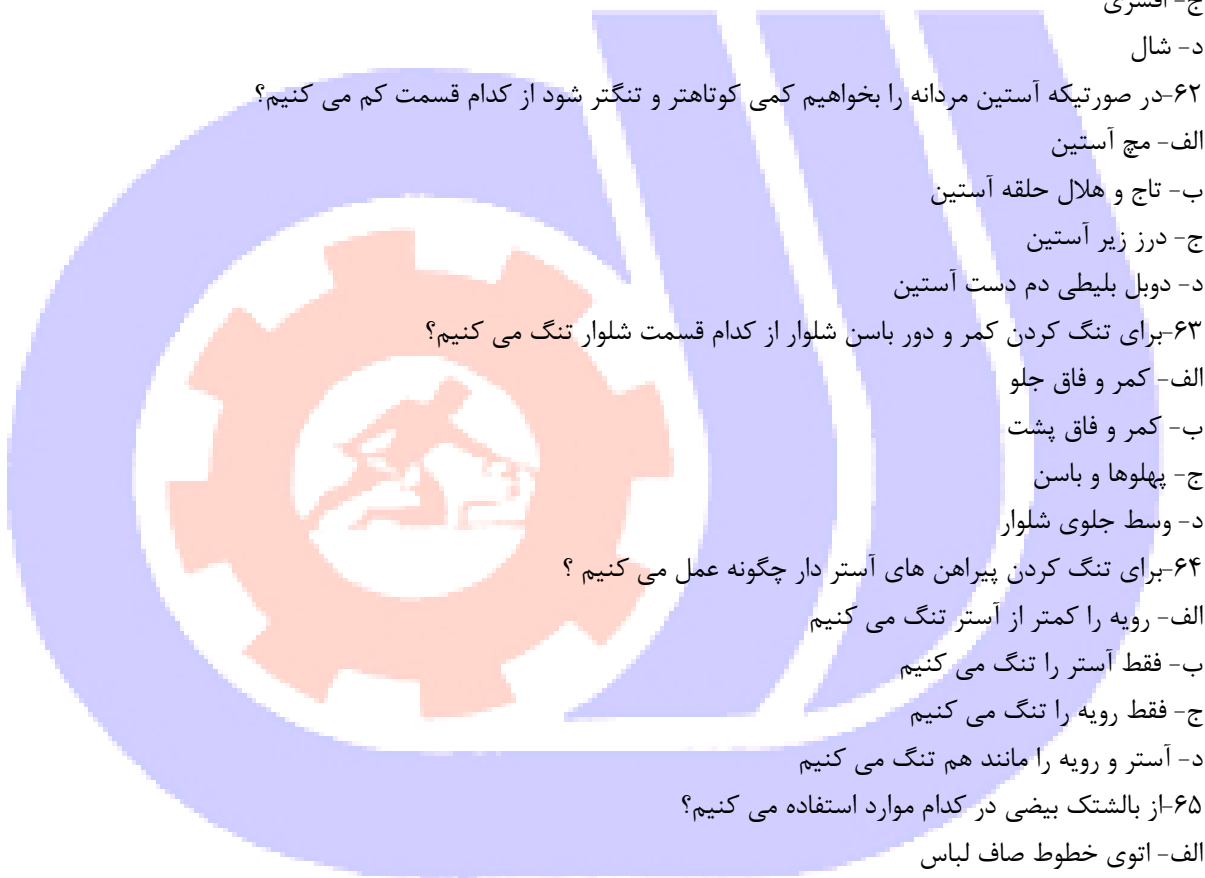 ج- افسری
د- شال
۶۲-در صورتیکه آستین مردانه را بخواهیم کمی کوتاهتر و تنگتر شود از کدام قسمت کم می کنیم؟
الف- مچ آستین
ب- تاج و هلال حلقه آستین
ج- درز زیر آستین
د- دوبل بلیطی دم دست آستین
۶۳-برای تنگ کردن کمر و دور باسن شلوار از کدام قسمت شلوار تنگ می کنیم؟
الف- کمر و فاق جلو
ب- کمر و فاق پشت
ج- پهلوها و باسن
د- وسط جلوی شلوار
۶۴-برای تنگ کردن پیراهن های آستر دار چگونه عمل می کنیم ؟
الف- رویه را کمتر از آستر تنگ می کنیم
ب- فقط آستر را تنگ می کنیم
ج- فقط رویه را تنگ می کنیم
د- آستر و رویه را مانند هم تنگ می کنیم
۶۵-از بالشتک بیضی در کدام موارد استفاده می کنیم؟
الف- اتوی خطوط صاف لباس